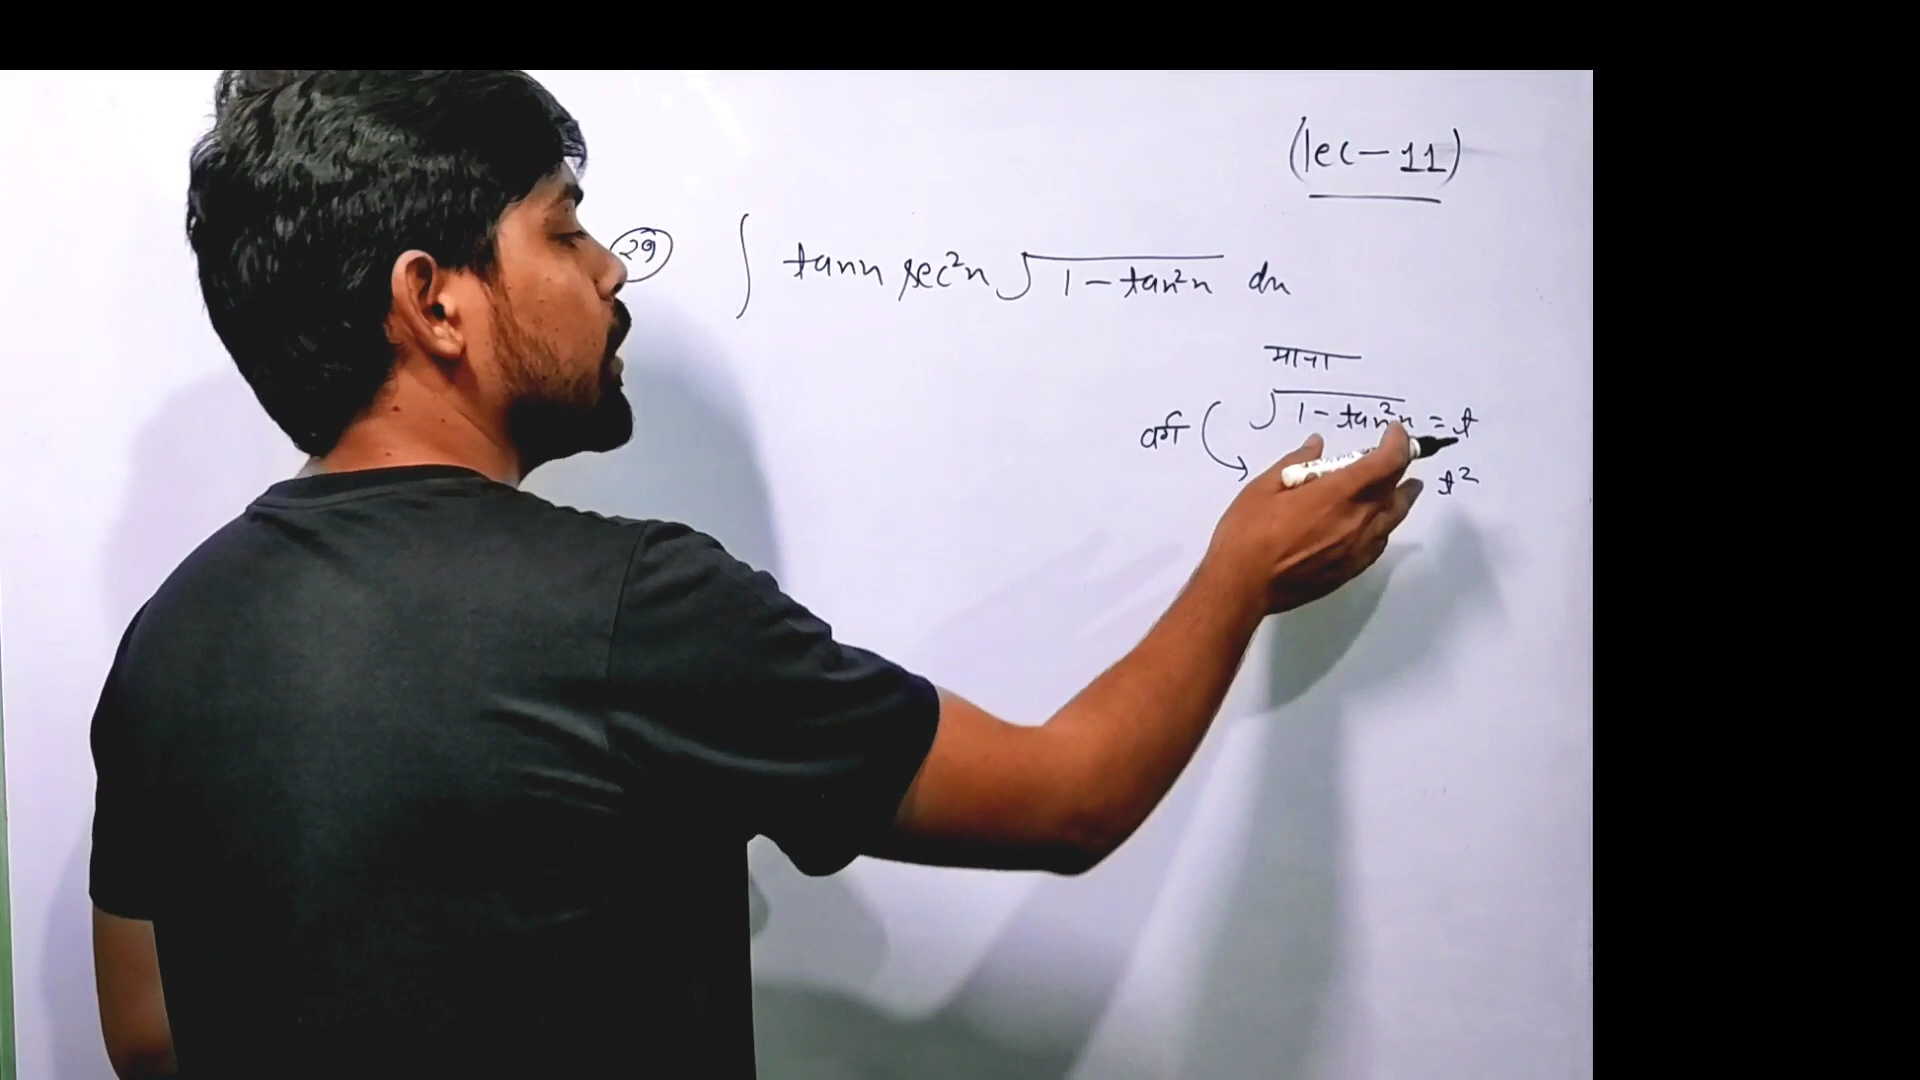 (lec-11)
29 ∫ tanx sec²x √1-tan²x dx
माना
वर्ग √1-tan²x = t
t²